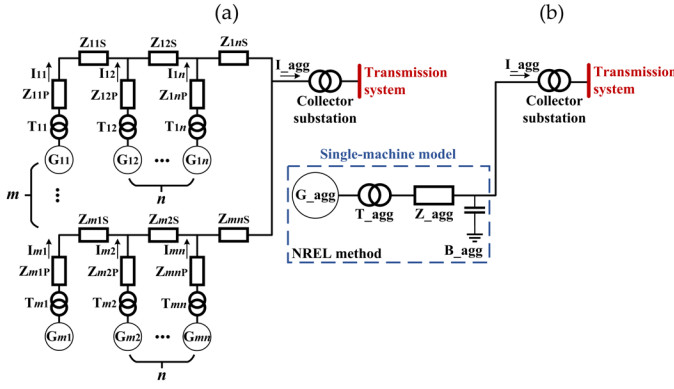 (a)
(b)
Z11S Z12S Z1nS
I11 I12 I1n
I_agg
Z11P Z12P Z1nP
Transmission
system
Collector
substation
T11 T12 T1n
G11 G12 ... G1n
n
m
...
Zm1S Zm2S ZmnS
Im1 Im2 Imn
Zm1P Zm2P ZmnP
Tm1 Tm2 Tmn
Gm1 Gm2 ... Gmn
n
I_agg
Transmission
system
Collector
substation
Single-machine model
G_agg
T_agg Z_agg
B_agg
NREL method